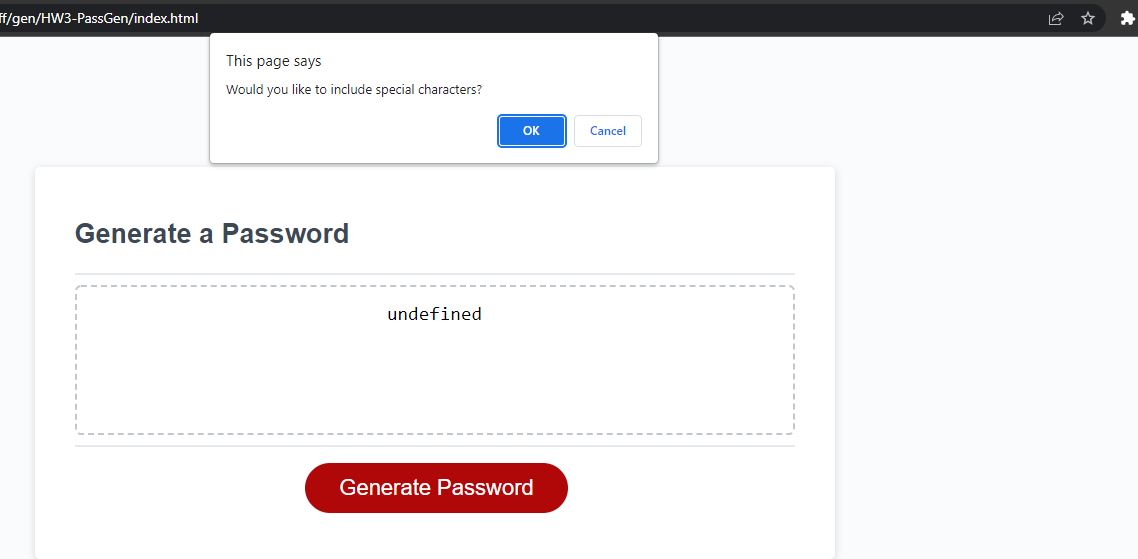 ff/gen/HW3-PassGen/index.html
This page says
Would you like to include special characters?
OK Cancel
Generate a Password
undefined
Generate Password